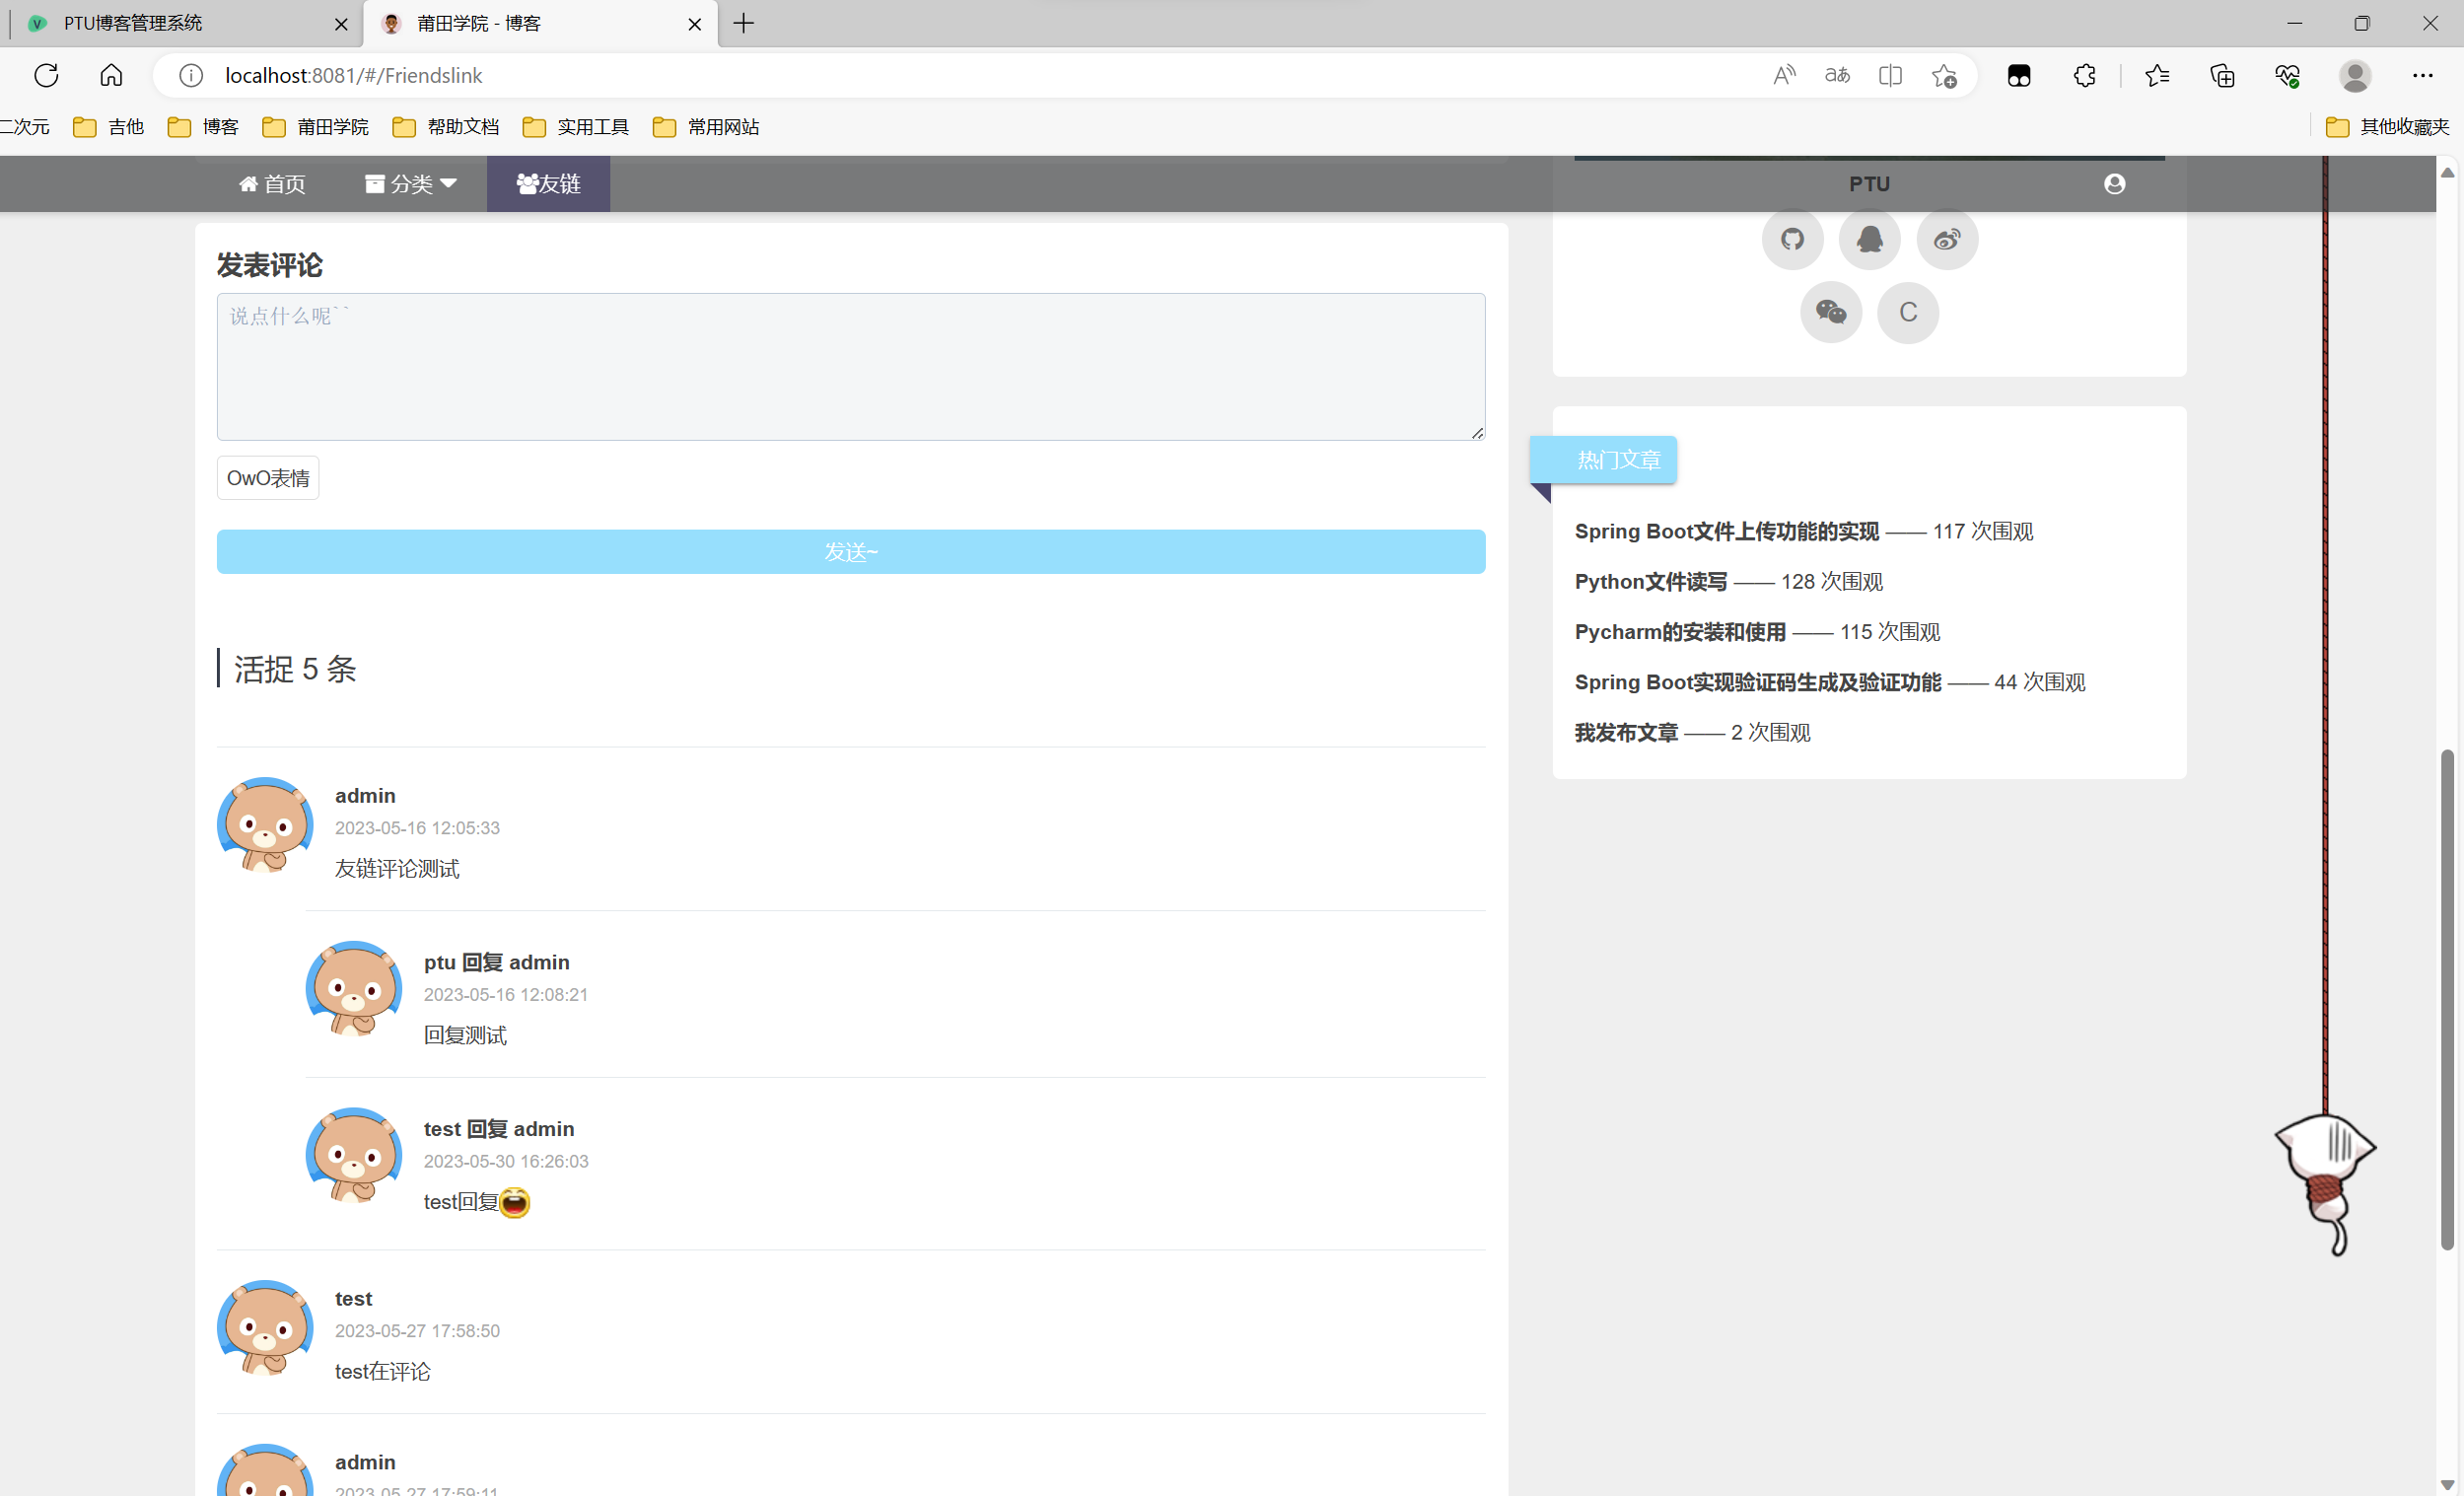 PTU博客管理系统
莆田学院 - 博客
localhost:8081/#/Friendslink
二次元
吉他
博客
莆田学院
帮助文档
实用工具
常用网站
其他收藏夹
首页
分类
友链
PTU
C
发表评论
说点什么呢``
OwO表情
发送~
活捉 5 条
admin
2023-05-16 12:05:33
友链评论测试
ptu 回复 admin
2023-05-16 12:08:21
回复测试
test 回复 admin
2023-05-30 16:26:03
test回复
test
2023-05-27 17:58:50
test在评论
admin
2023-05-27 17:59:11
热门文章
Spring Boot文件上传功能的实现 —— 117 次围观
Python文件读写 —— 128 次围观
Pycharm的安装和使用 —— 115 次围观
Spring Boot实现验证码生成及验证功能 —— 44 次围观
我发布文章 —— 2 次围观